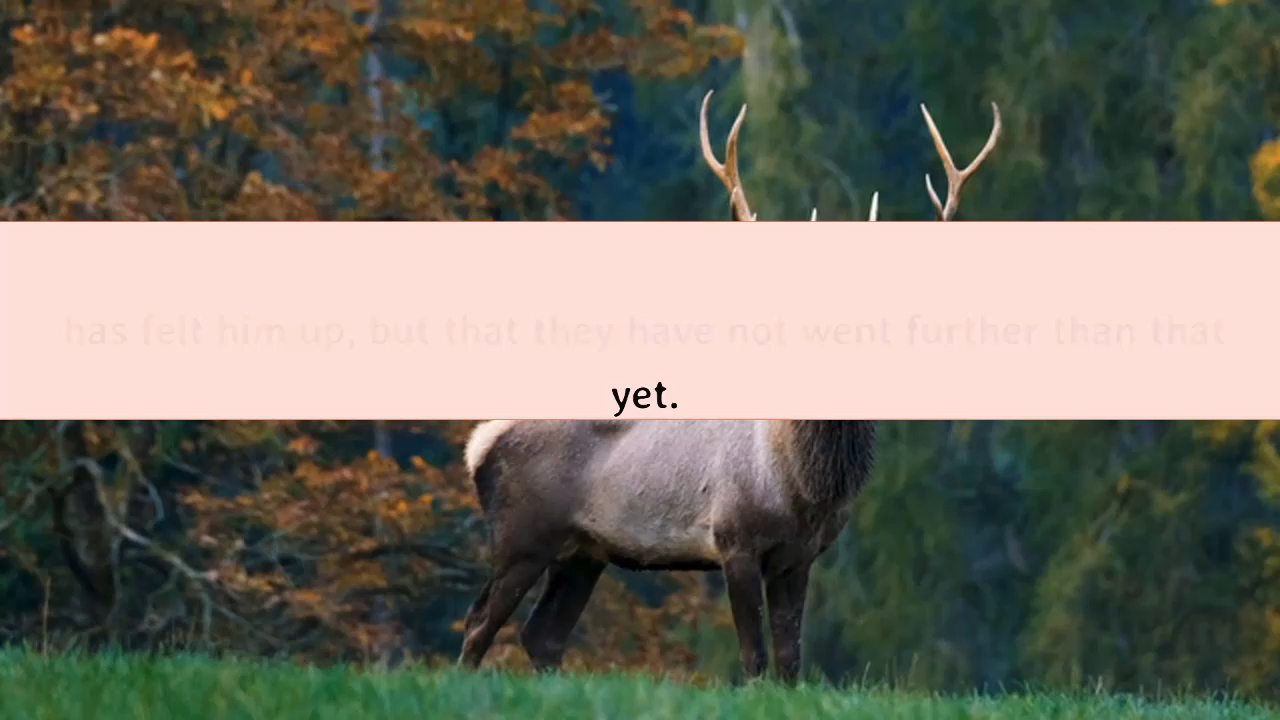 has felt him up, but that they have not went further than that
yet.